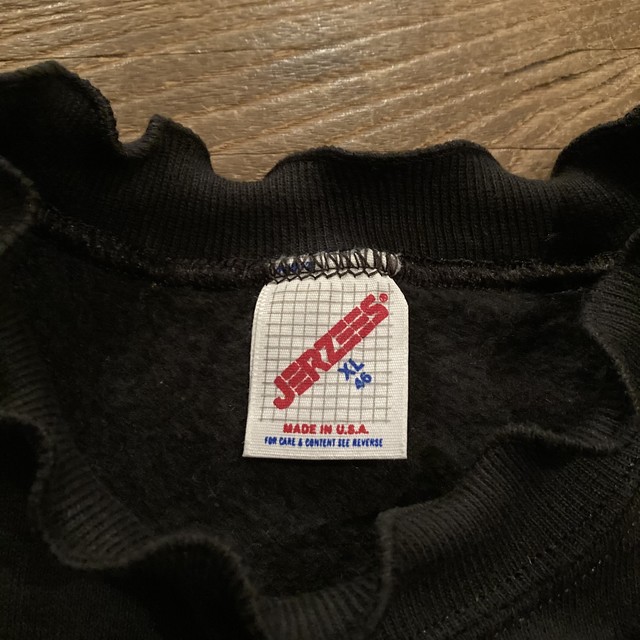 JERZEES®
XL
46
MADE IN U.S.A.
FOR CARE & CONTENT SEE REVERSE